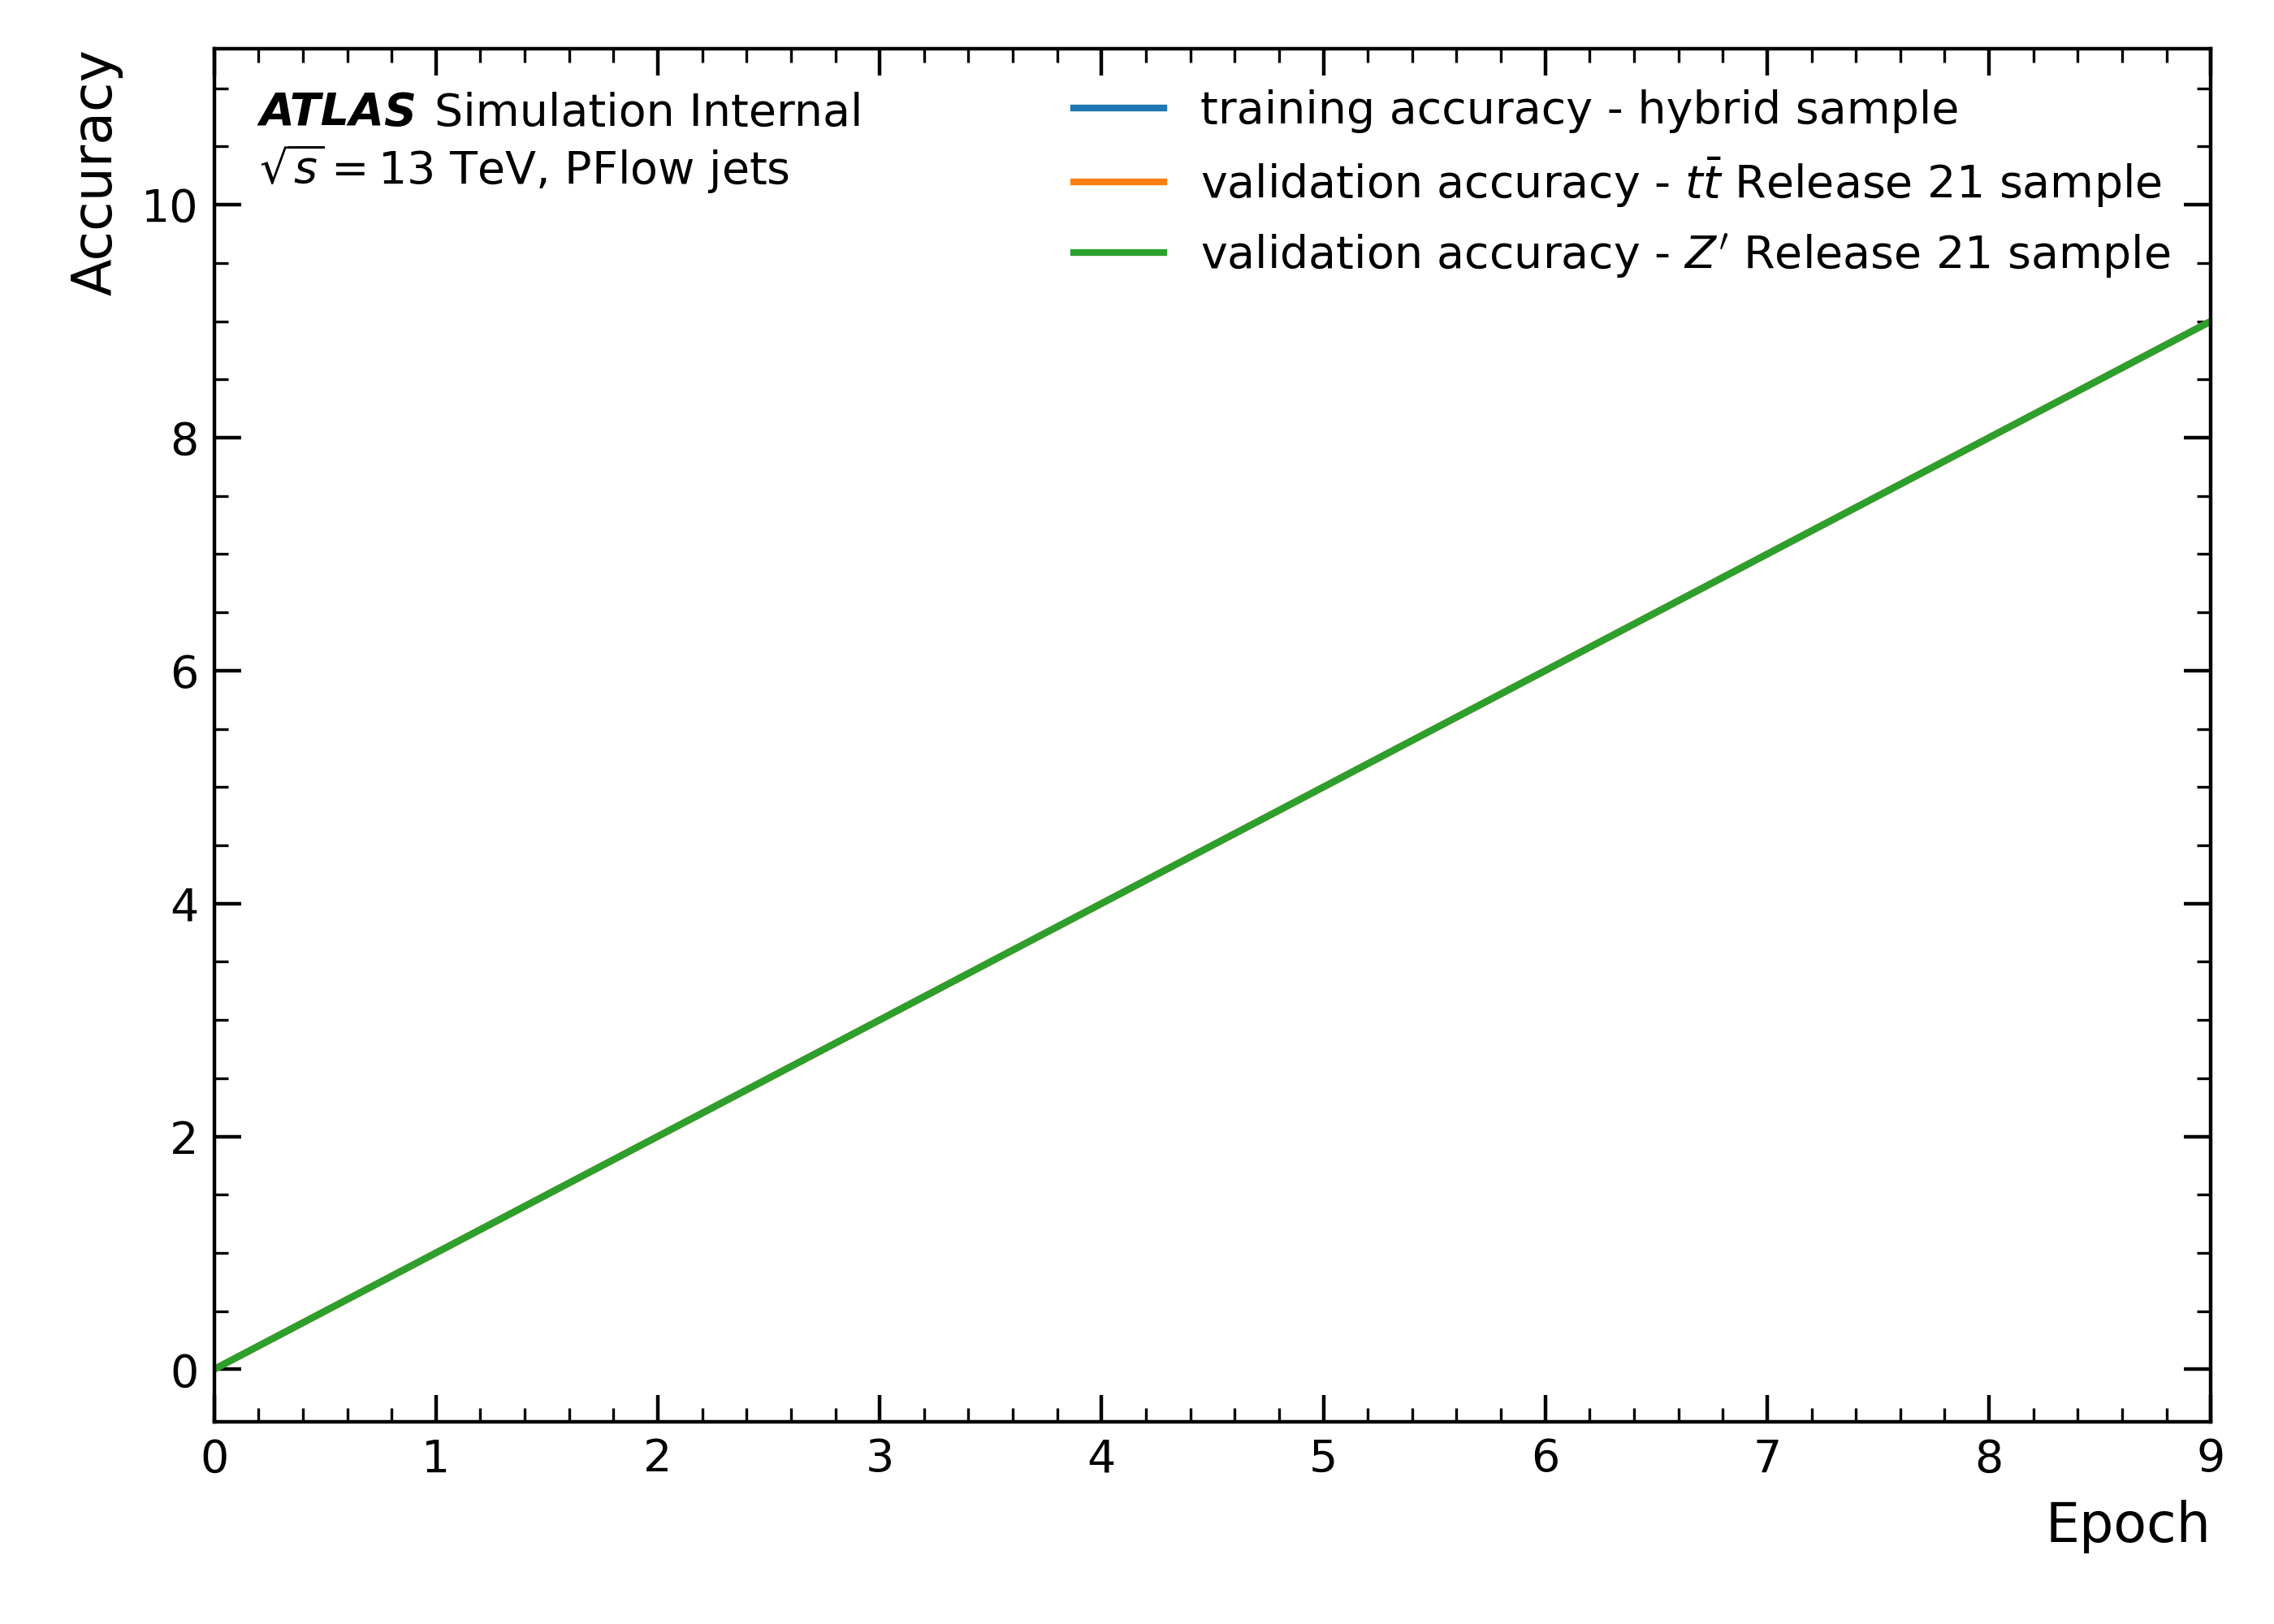 ATLAS Simulation Internal
√s = 13 TeV, PFlow jets
training accuracy - hybrid sample
validation accuracy - tt̄ Release 21 sample
validation accuracy - Z′ Release 21 sample
Accuracy
10
8
6
4
2
0
0 1 2 3 4 5 6 7 8 9
Epoch